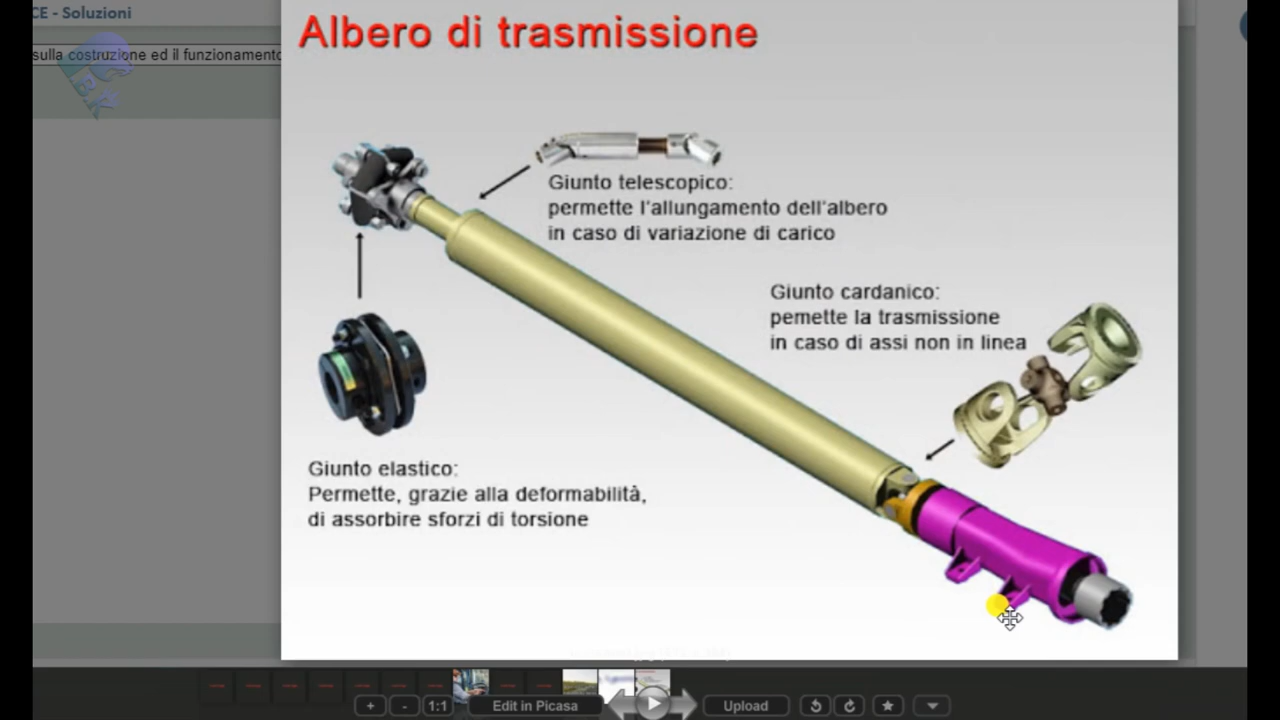 CE - Soluzioni
sulla costruzione ed il funzionamento
Albero di trasmissione
Giunto telescopico:
permette l'allungamento dell'albero
in caso di variazione di carico
Giunto cardanico:
pemette la trasmissione
in caso di assi non in linea
Giunto elastico:
Permette, grazie alla deformabilità,
di assorbire sforzi di torsione
+ - 1:1 Edit in Picasa Upload